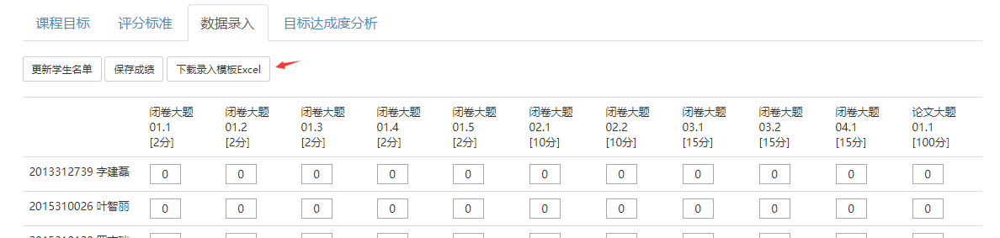 课程目标 评分标准 数据录入 目标达成度分析
更新学生名单 保存成绩 下载录入模板Excel
闭卷大题 闭卷大题 闭卷大题 闭卷大题 闭卷大题 闭卷大题 闭卷大题 闭卷大题 闭卷大题 闭卷大题 论文大题
01.1 01.2 01.3 01.4 01.5 02.1 02.2 03.1 03.2 04.1 01.1
[2分] [2分] [2分] [2分] [2分] [10分] [10分] [15分] [15分] [15分] [100分]
2013312739 字建磊 0 0 0 0 0 0 0 0 0 0 0
2015310026 叶智丽 0 0 0 0 0 0 0 0 0 0 0